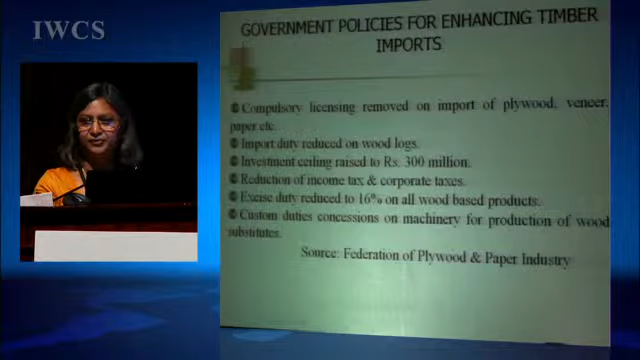 IWCS
GOVERNMENT POLICIES FOR ENHANCING TIMBER
IMPORTS
Compulsory licensing removed on import of plywood, veneer,
paper etc.
Import duty reduced on wood logs.
Investment ceiling raised to Rs. 300 million.
Reduction of income tax & corporate taxes.
Excise duty reduced to 16% on all wood based products.
Custom duties concessions on machinery for production of wood
substitutes.
Source: Federation of Plywood & Paper Industry